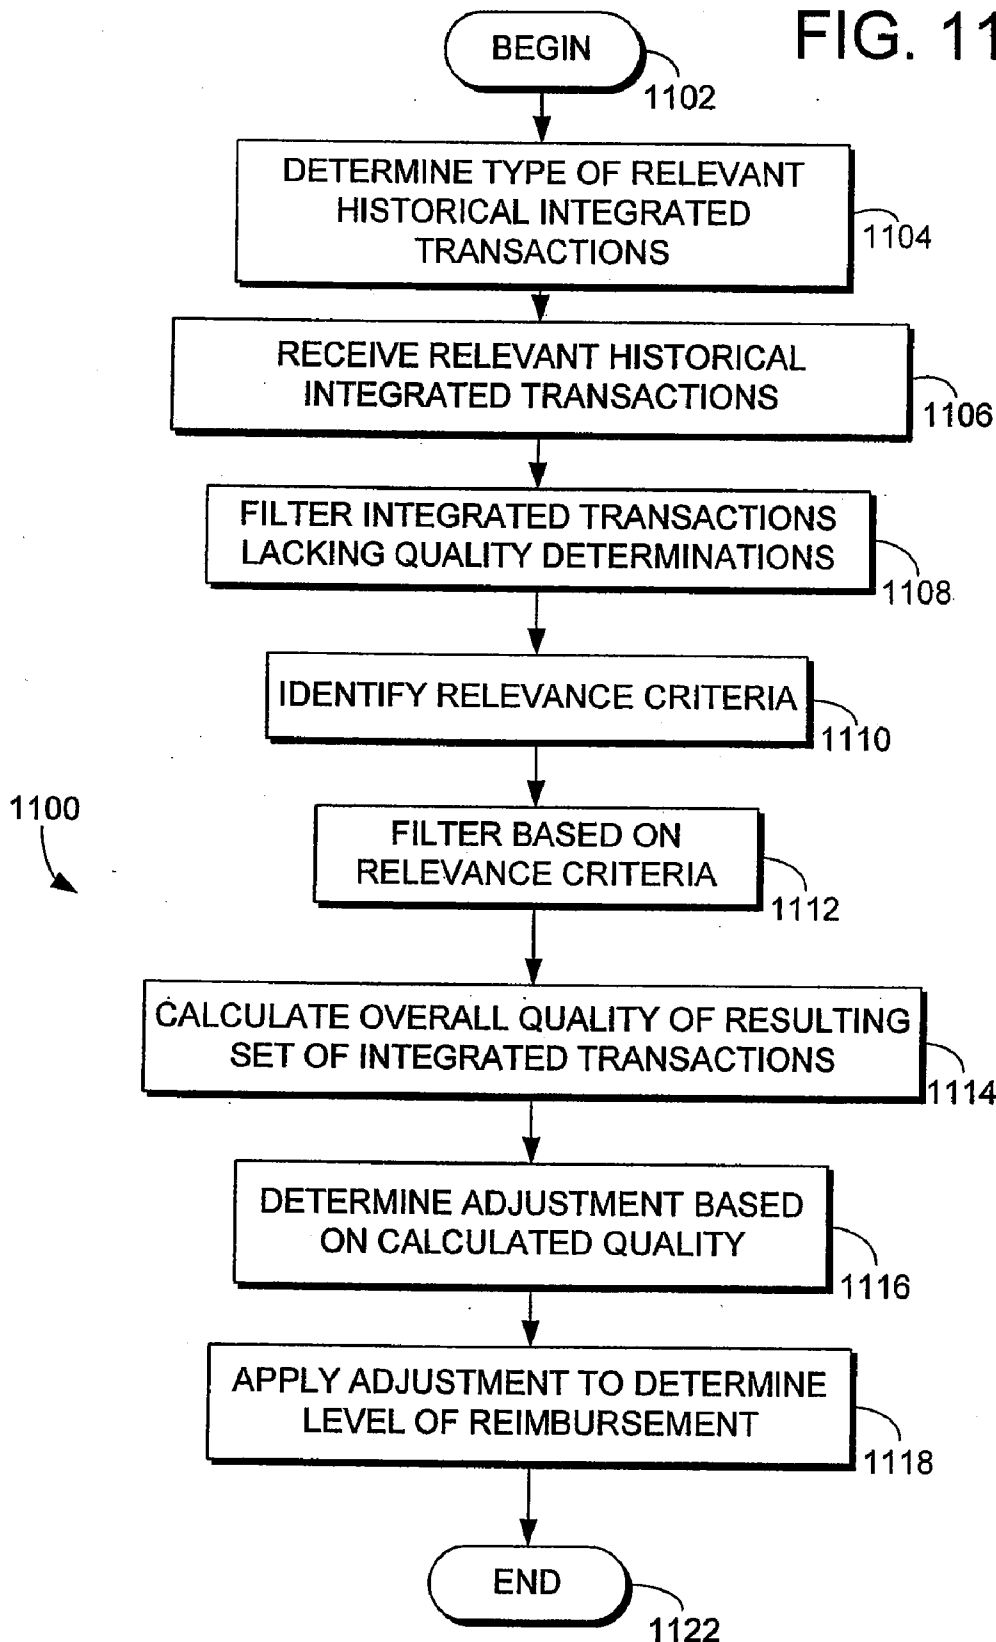 FIG. 11
BEGIN
1102
DETERMINE TYPE OF RELEVANT
HISTORICAL INTEGRATED
TRANSACTIONS
1104
RECEIVE RELEVANT HISTORICAL
INTEGRATED TRANSACTIONS
1106
FILTER INTEGRATED TRANSACTIONS
LACKING QUALITY DETERMINATIONS
1108
IDENTIFY RELEVANCE CRITERIA
1110
1100
FILTER BASED ON
RELEVANCE CRITERIA
1112
CALCULATE OVERALL QUALITY OF RESULTING
SET OF INTEGRATED TRANSACTIONS
1114
DETERMINE ADJUSTMENT BASED
ON CALCULATED QUALITY
1116
APPLY ADJUSTMENT TO DETERMINE
LEVEL OF REIMBURSEMENT
1118
END
1122